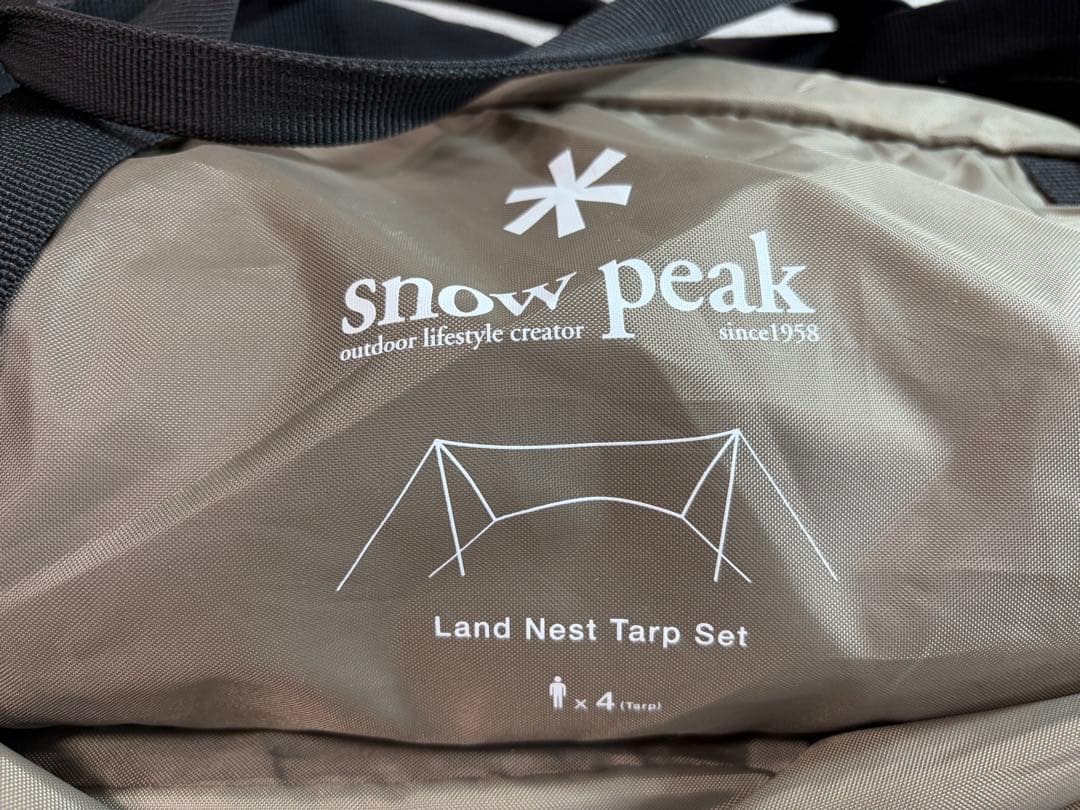 snow peak
outdoor lifestyle creator since1958
Land Nest Tarp Set
x 4 (Tarp)